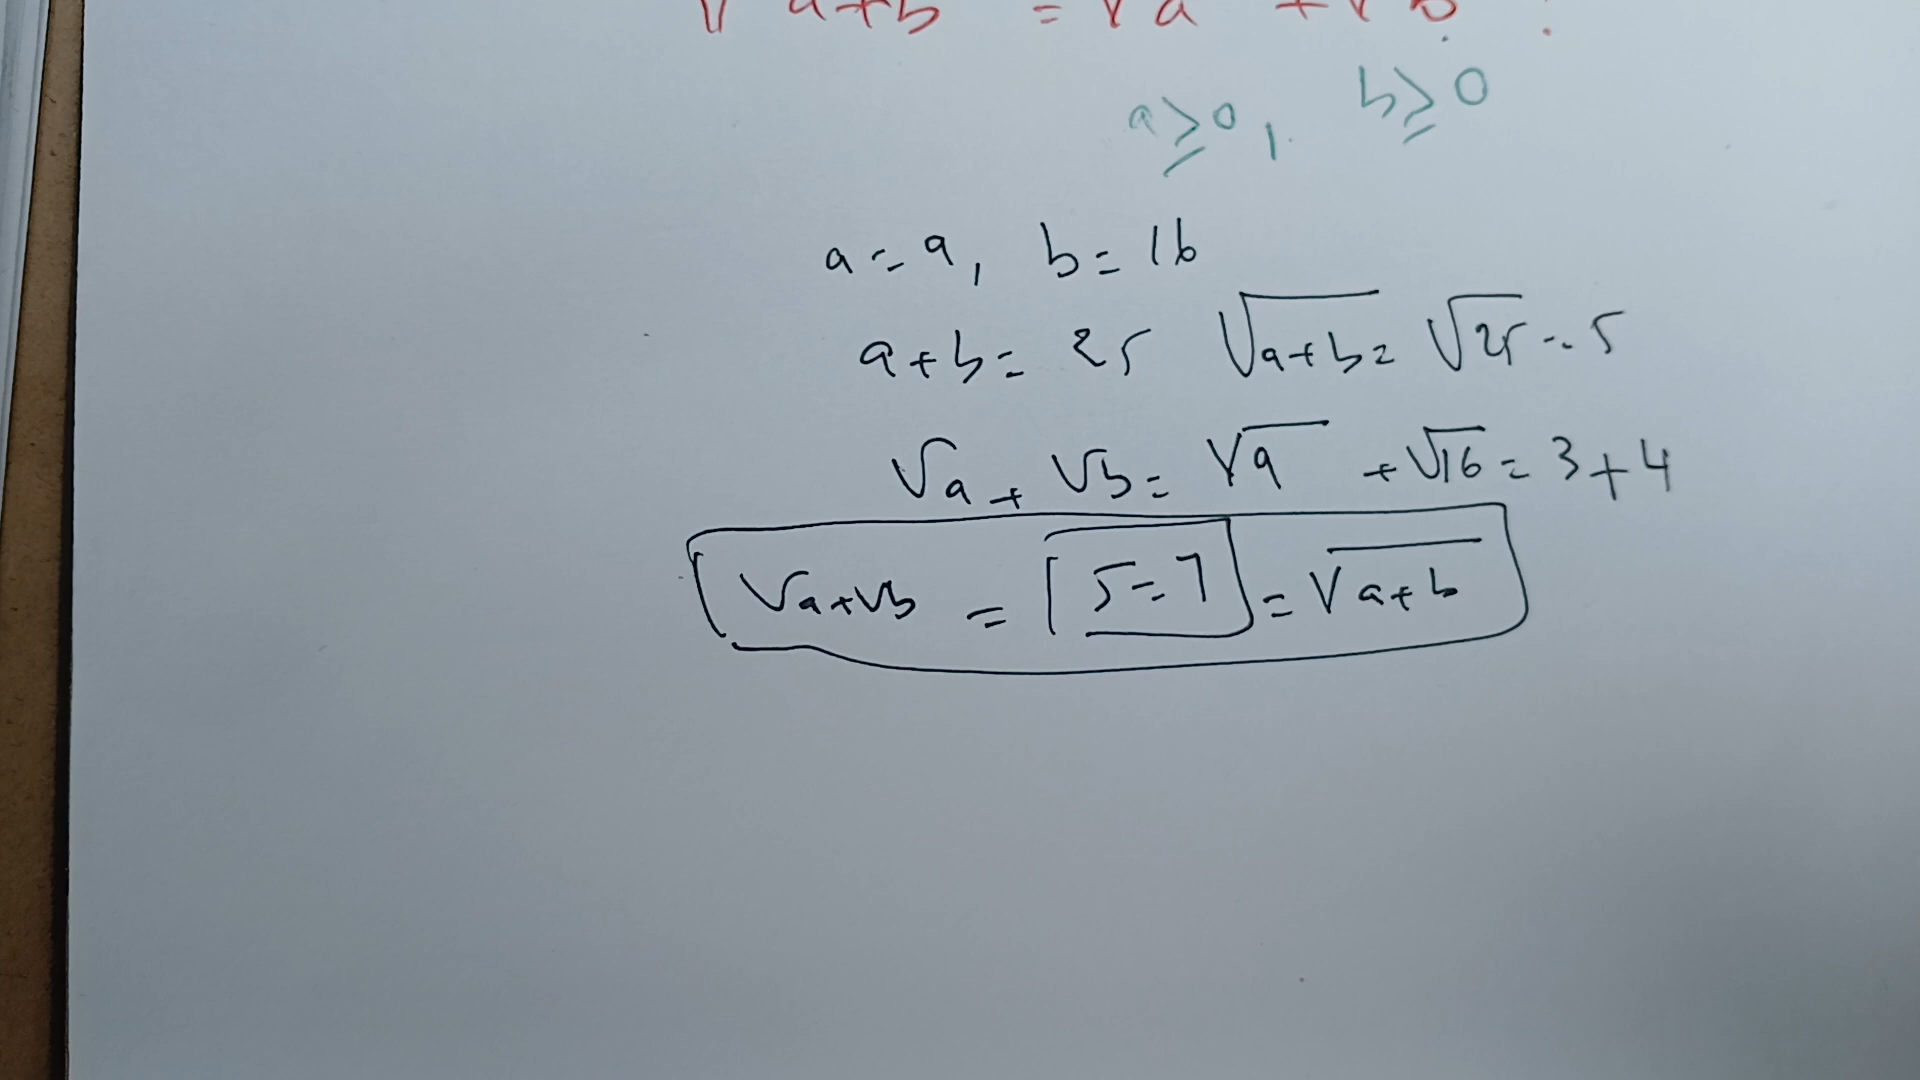 √a+b = √a + √b ?
a ≥ 0, b ≥ 0
a = 9, b = 16
a + b = 25 √a+b = √25 = 5
√a + √b = √9 + √16 = 3 + 4
√a + √b = 5 = 7 = √a+b